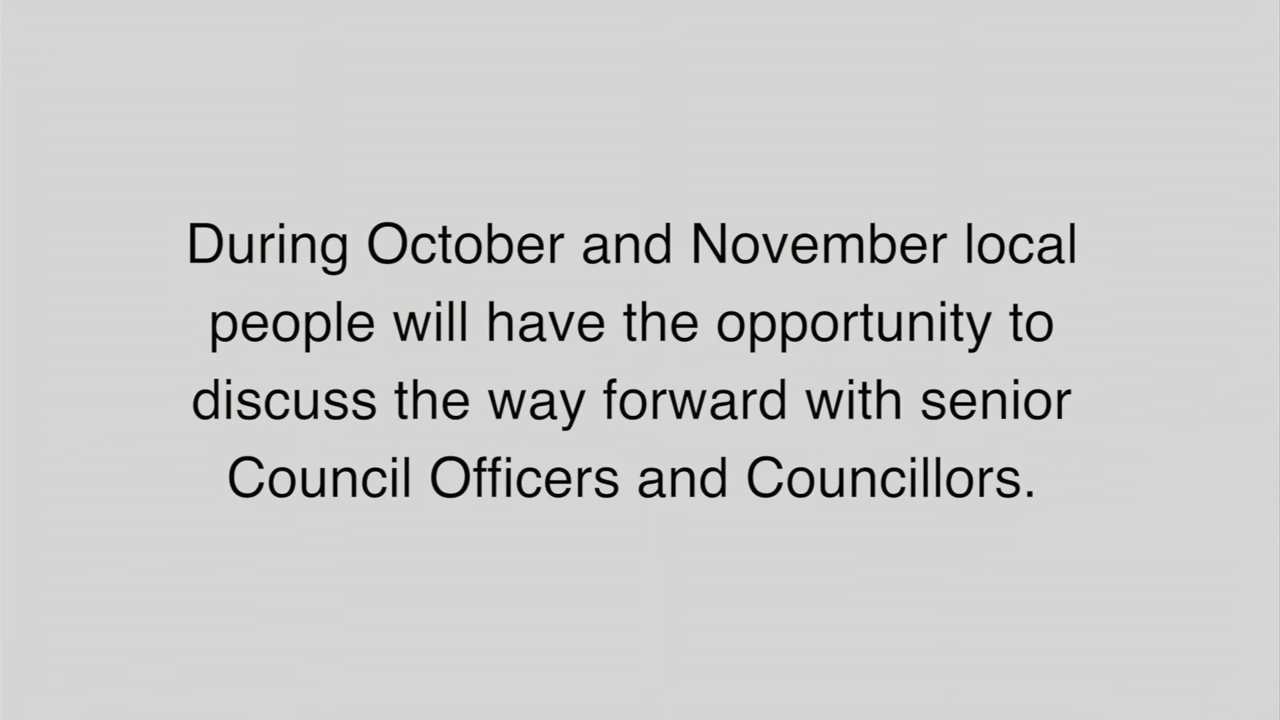 During October and November local
people will have the opportunity to
discuss the way forward with senior
Council Officers and Councillors.